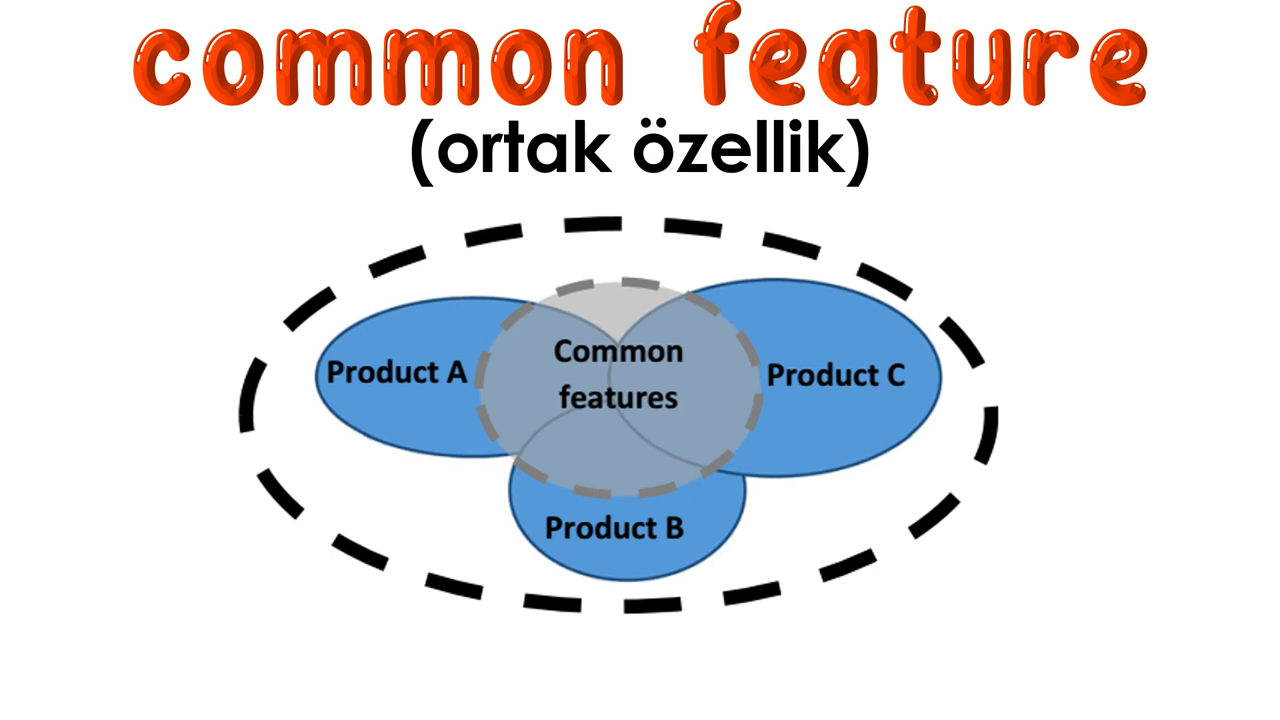 common feature
(ortak özellik)
Common
features
Product A
Product C
Product B